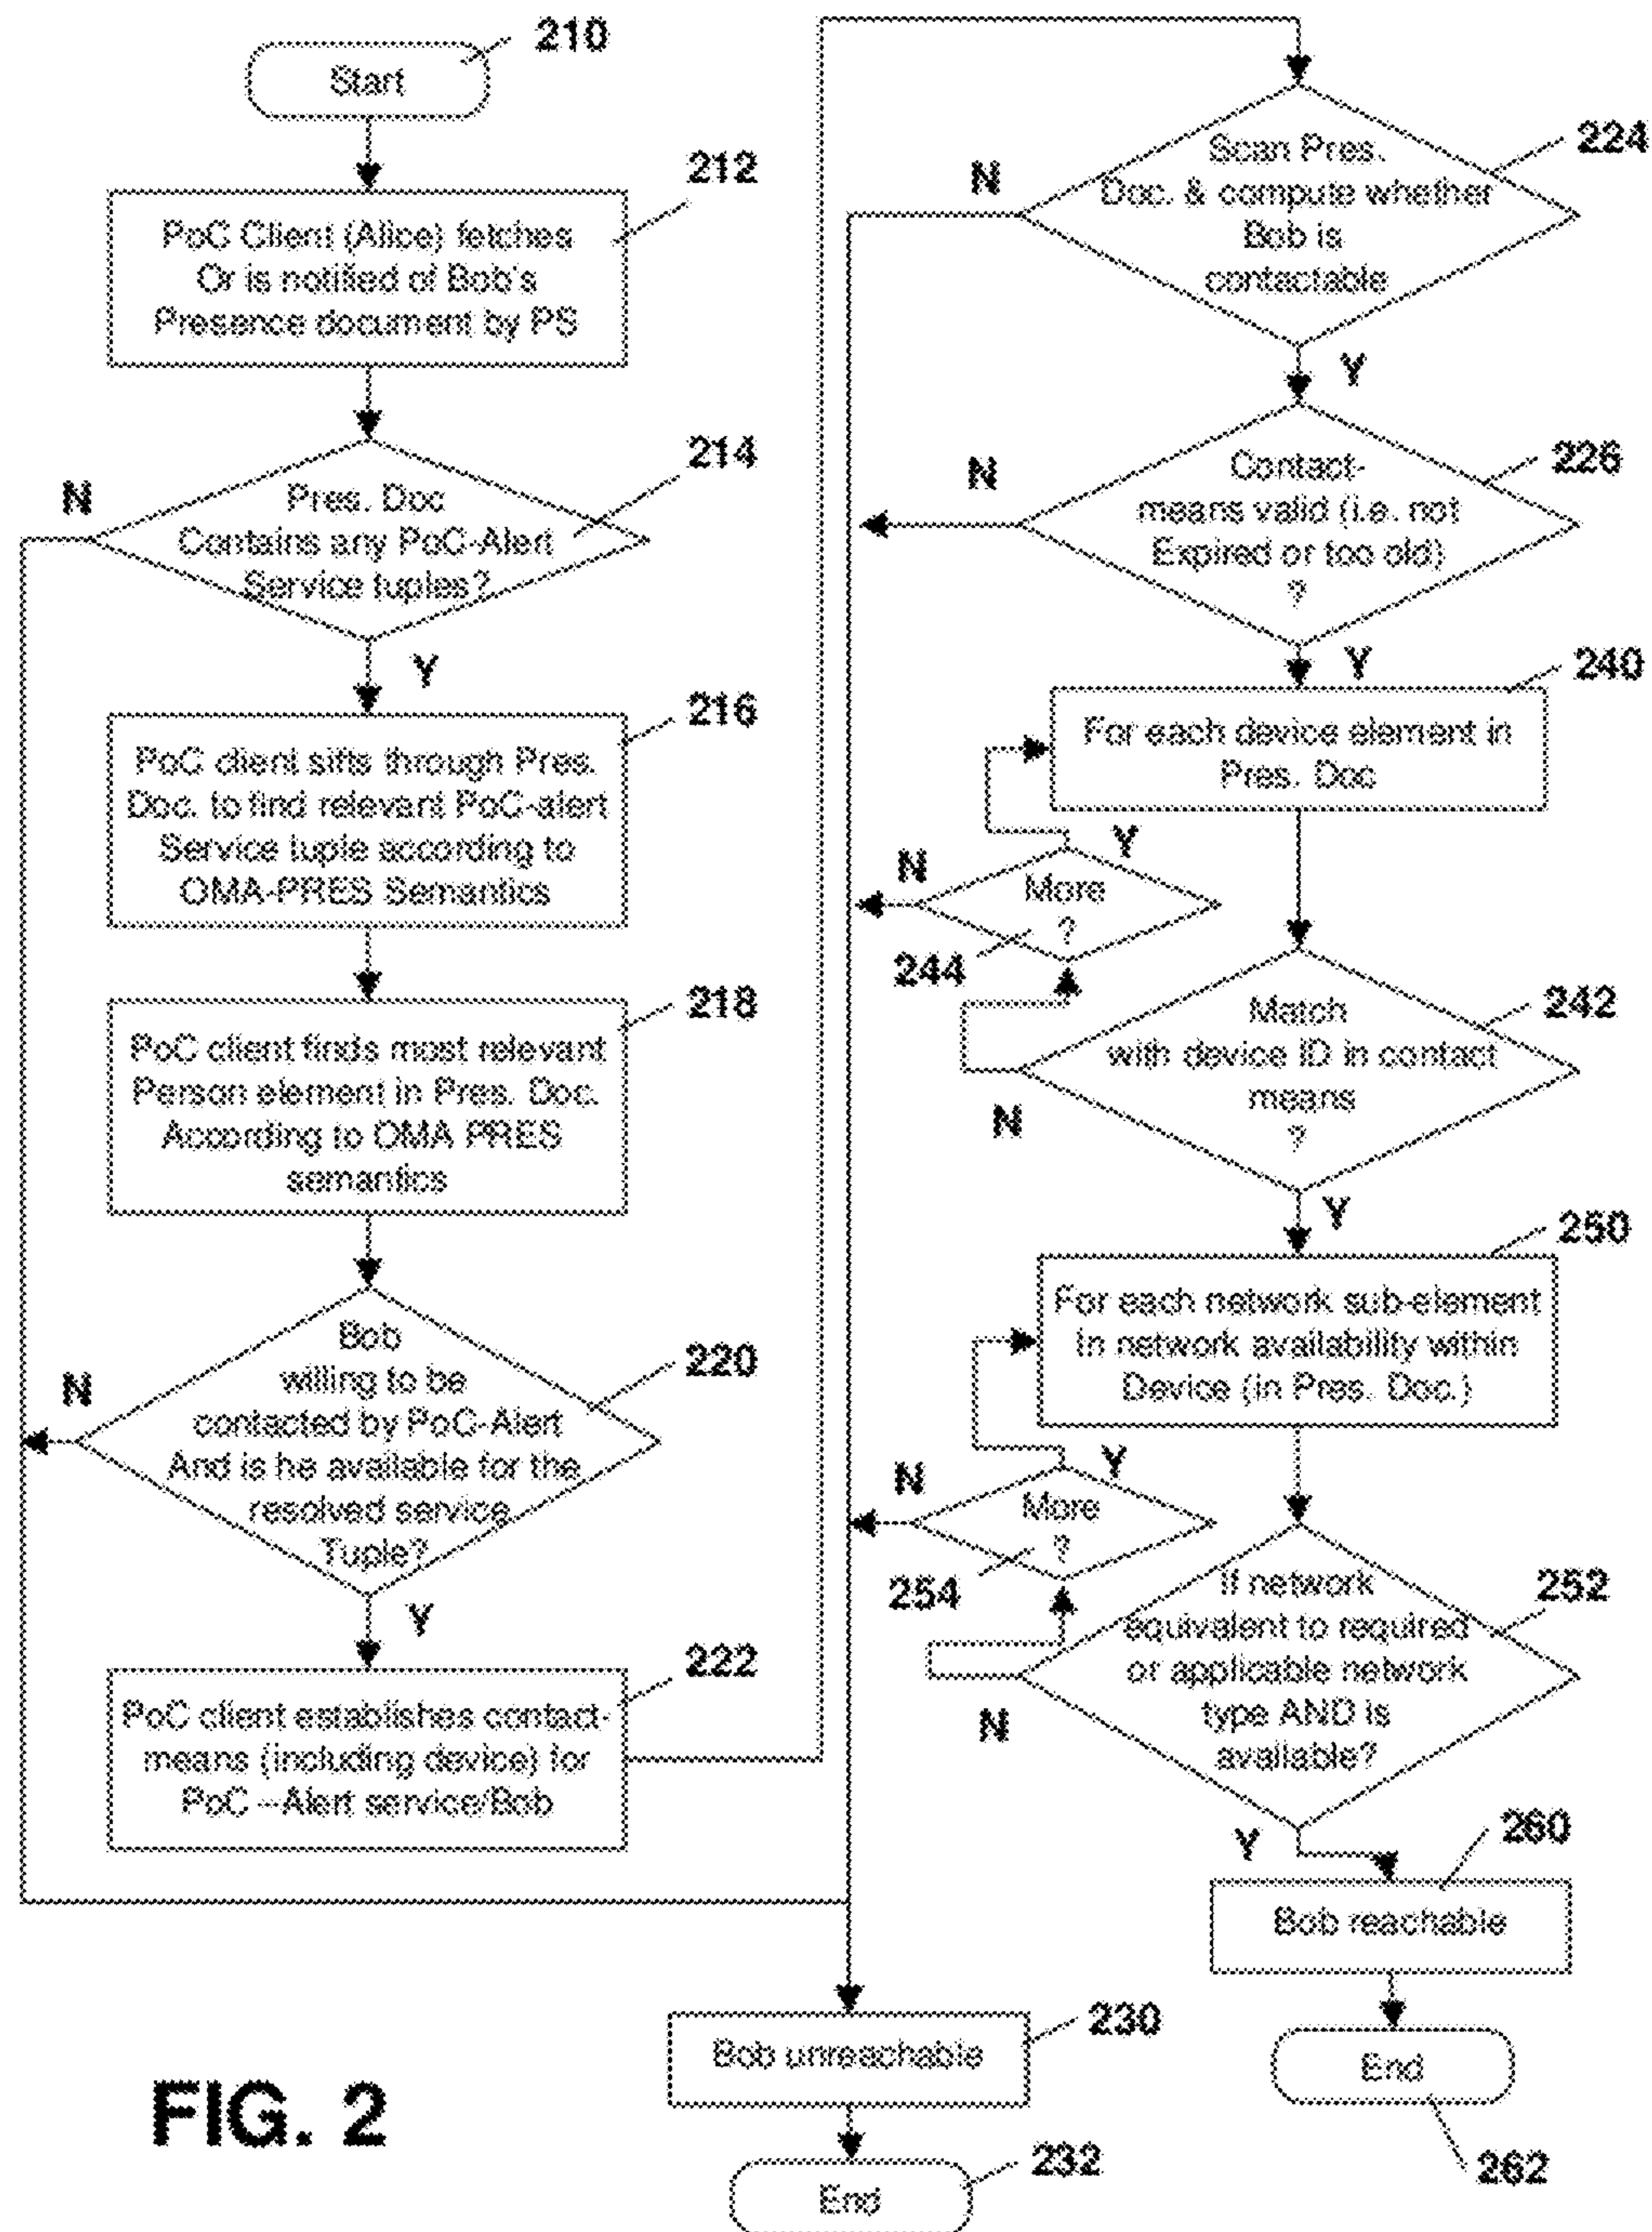 210
Start
212
PoC Client (Alice) fetches
Or is notified of Bob's
Presence document by PS
214
N
Pres. Doc
Contains any PoC-Alert
Service tuples?
Y
216
PoC client sifts through Pres.
Doc. to find relevant PoC-alert
Service tuple according to
OMA-PRES Semantics
218
PoC client finds most relevant
Person element in Pres. Doc.
According to OMA PRES
semantics
220
N
Bob
willing to be
contacted by PoC-Alert
And is he available for the
resolved service
Tuple?
Y
222
PoC client establishes contact-
means (including device) for
PoC –Alert service/Bob
224
N
Scan Pres.
Doc. & compute whether
Bob is
contactable
Y
226
N
Contact-
means valid (i.e. not
Expired or too old)
?
Y
240
For each device element in
Pres. Doc
Y
N
More
?
244
242
Match
with device ID in contact
means
?
N
Y
250
For each network sub-element
In network availability within
Device (in Pres. Doc.)
Y
N
More
?
254
252
If network
equivalent to required
or applicable network
type AND is
available?
N
Y
260
Bob reachable
End
262
230
Bob unreachable
232
End
FIG. 2